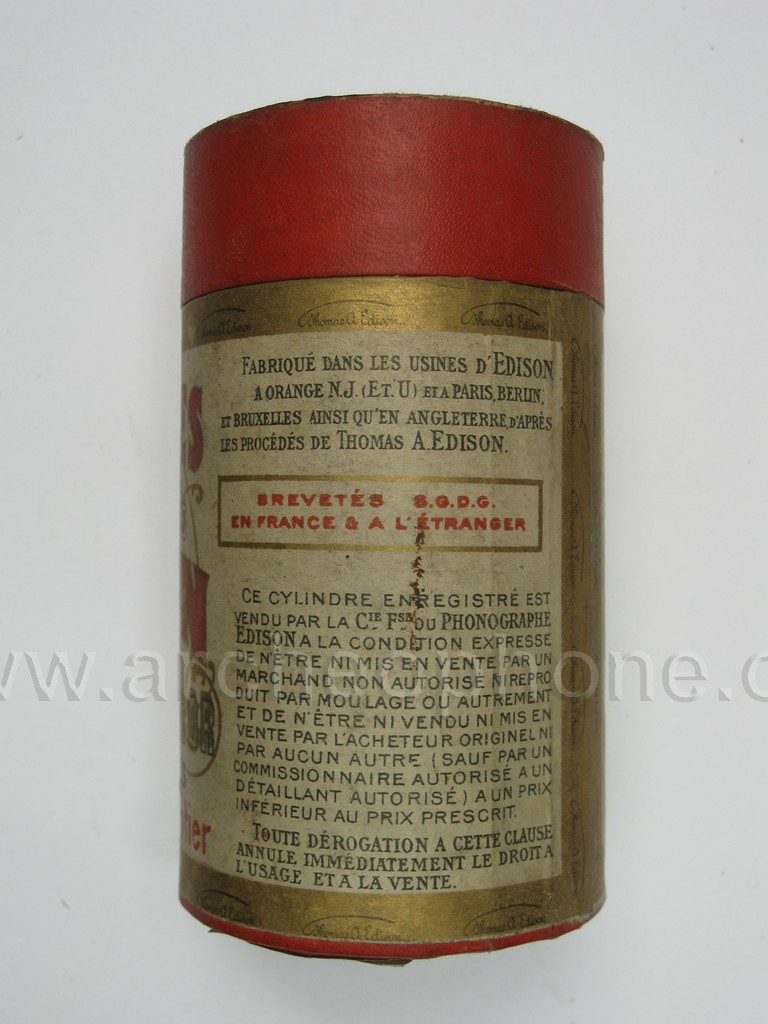 Thomas A. Edison
Thomas A. Edison
FABRIQUÉ DANS LES USINES D'EDISON
A ORANGE N.J. (ET. U) ET A PARIS, BERLIN,
ET BRUXELLES AINSI QU'EN ANGLETERRE, D'APRÈS
LES PROCÉDÉS DE THOMAS A. EDISON.
BREVETÉS S.G.D.G.
EN FRANCE & A L'ÉTRANGER
CE CYLINDRE ENREGISTRÉ EST
VENDU PAR LA CIE FSE DU PHONOGRAPHE
EDISON A LA CONDITION EXPRESSE
DE N'ÊTRE NI MIS EN VENTE PAR UN
MARCHAND NON AUTORISÉ NI REPRO
DUIT PAR MOULAGE OU AUTREMENT
ET DE N'ÊTRE NI VENDU NI MIS EN
VENTE PAR L'ACHETEUR ORIGINEL NI
PAR AUCUN AUTRE (SAUF PAR UN
COMMISSIONNAIRE AUTORISÉ A UN
DÉTAILLANT AUTORISÉ) A UN PRIX
INFÉRIEUR AU PRIX PRESCRIT.
TOUTE DÉROGATION A CETTE CLAUSE
ANNULE IMMÉDIATEMENT LE DROIT A
L'USAGE ET A LA VENTE.
Thomas A. Edison